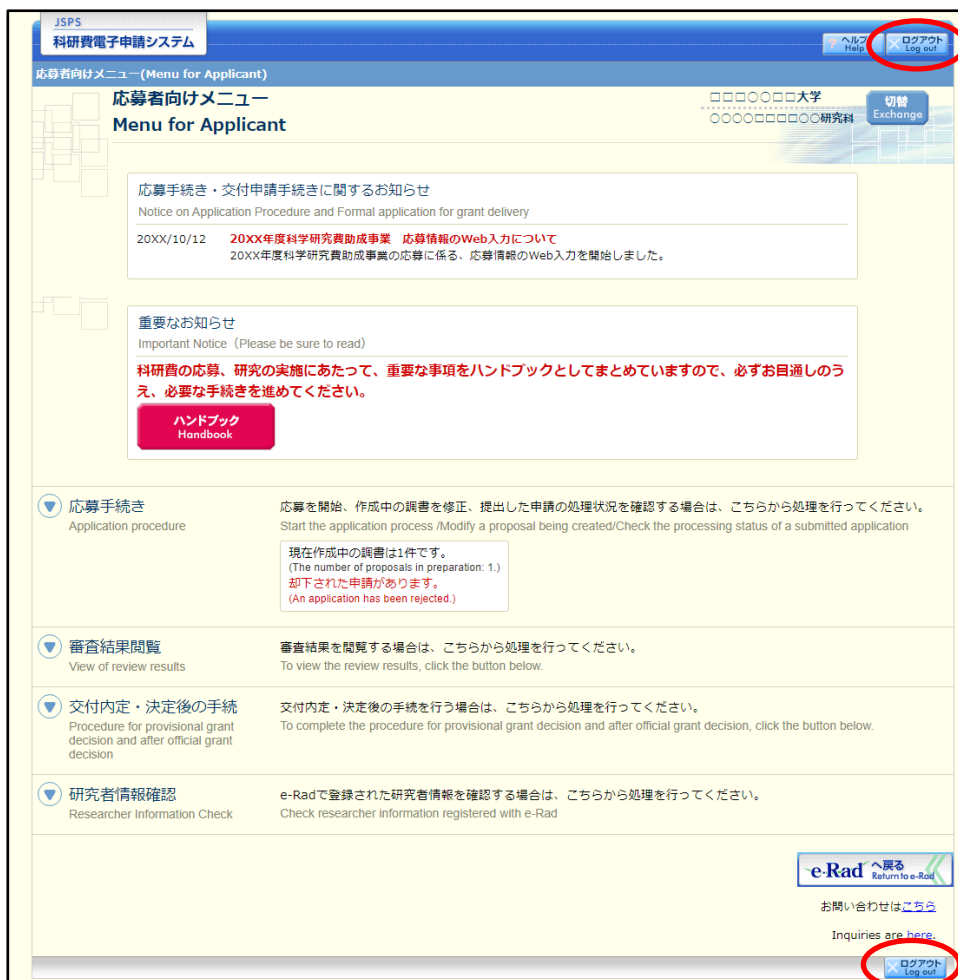 JSPS
科研費電子申請システム
ヘルプ
Help
ログアウト
Log out
応募者向けメニュー(Menu for Applicant)
応募者向けメニュー
Menu for Applicant
□□□○○□□大学
○○○○□□□□○○研究科
切替
Exchange
応募手続き・交付申請手続きに関するお知らせ
Notice on Application Procedure and Formal application for grant delivery
20XX/10/12 20XX年度科学研究費助成事業 応募情報のWeb入力について
20XX年度科学研究費助成事業の応募に係る、応募情報のWeb入力を開始しました。
重要なお知らせ
Important Notice（Please be sure to read）
科研費の応募、研究の実施にあたって、重要な事項をハンドブックとしてまとめていますので、必ずお目通しのう
え、必要な手続きを進めてください。
ハンドブック
Handbook
応募手続き
Application procedure
応募を開始、作成中の調書を修正、提出した申請の処理状況を確認する場合は、こちらから処理を行ってください。
Start the application process /Modify a proposal being created/Check the processing status of a submitted application
現在作成中の調書は1件です。
(The number of proposals in preparation: 1.)
却下された申請があります。
(An application has been rejected.)
審査結果閲覧
View of review results
審査結果を閲覧する場合は、こちらから処理を行ってください。
To view the review results, click the button below.
交付内定・決定後の手続
Procedure for provisional grant
decision and after official grant
decision
交付内定・決定後の手続を行う場合は、こちらから処理を行ってください。
To complete the procedure for provisional grant decision and after official grant decision, click the button below.
研究者情報確認
Researcher Information Check
e-Radで登録された研究者情報を確認する場合は、こちらから処理を行ってください。
Check researcher information registered with e-Rad
e-Rad へ戻る
Return to e-Rad
お問い合わせはこちら
Inquiries are here.
ログアウト
Log out